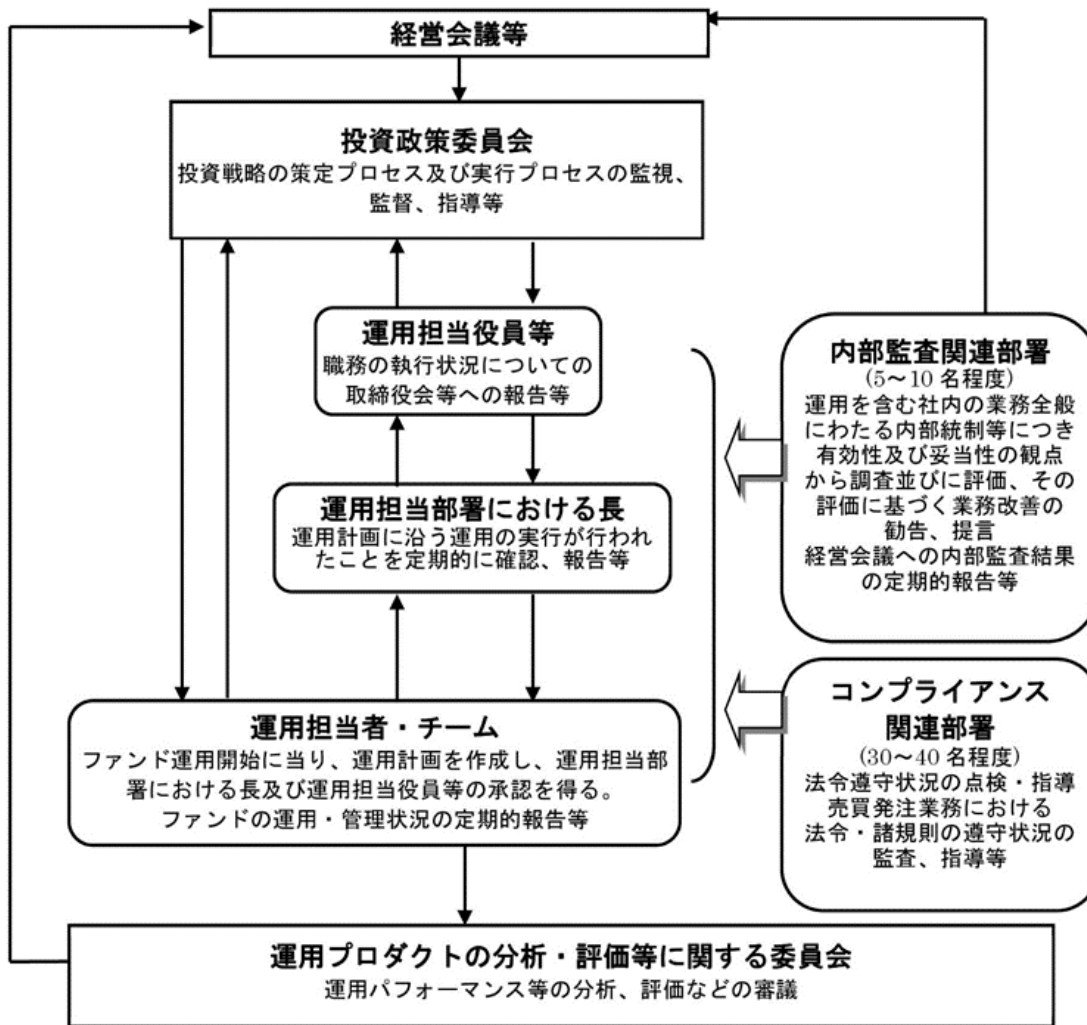 経営会議等
投資政策委員会
投資戦略の策定プロセス及び実行プロセスの監視、
監督、指導等
運用担当役員等
職務の執行状況についての
取締役会等への報告等
運用担当部署における長
運用計画に沿う運用の実行が行われ
たことを定期的に確認、報告等
運用担当者・チーム
ファンド運用開始に当り、運用計画を作成し、運用担当部
署における長及び運用担当役員等の承認を得る。
ファンドの運用・管理状況の定期的報告等
内部監査関連部署
(5～10 名程度)
運用を含む社内の業務全般
にわたる内部統制等につき
有効性及び妥当性の観点
から調査並びに評価、その
評価に基づく業務改善の
勧告、提言
経営会議への内部監査結果
の定期的報告等
コンプライアンス
関連部署
(30～40 名程度)
法令遵守状況の点検・指導
売買発注業務における
法令・諸規則の遵守状況の
監査、指導等
運用プロダクトの分析・評価等に関する委員会
運用パフォーマンス等の分析、評価などの審議